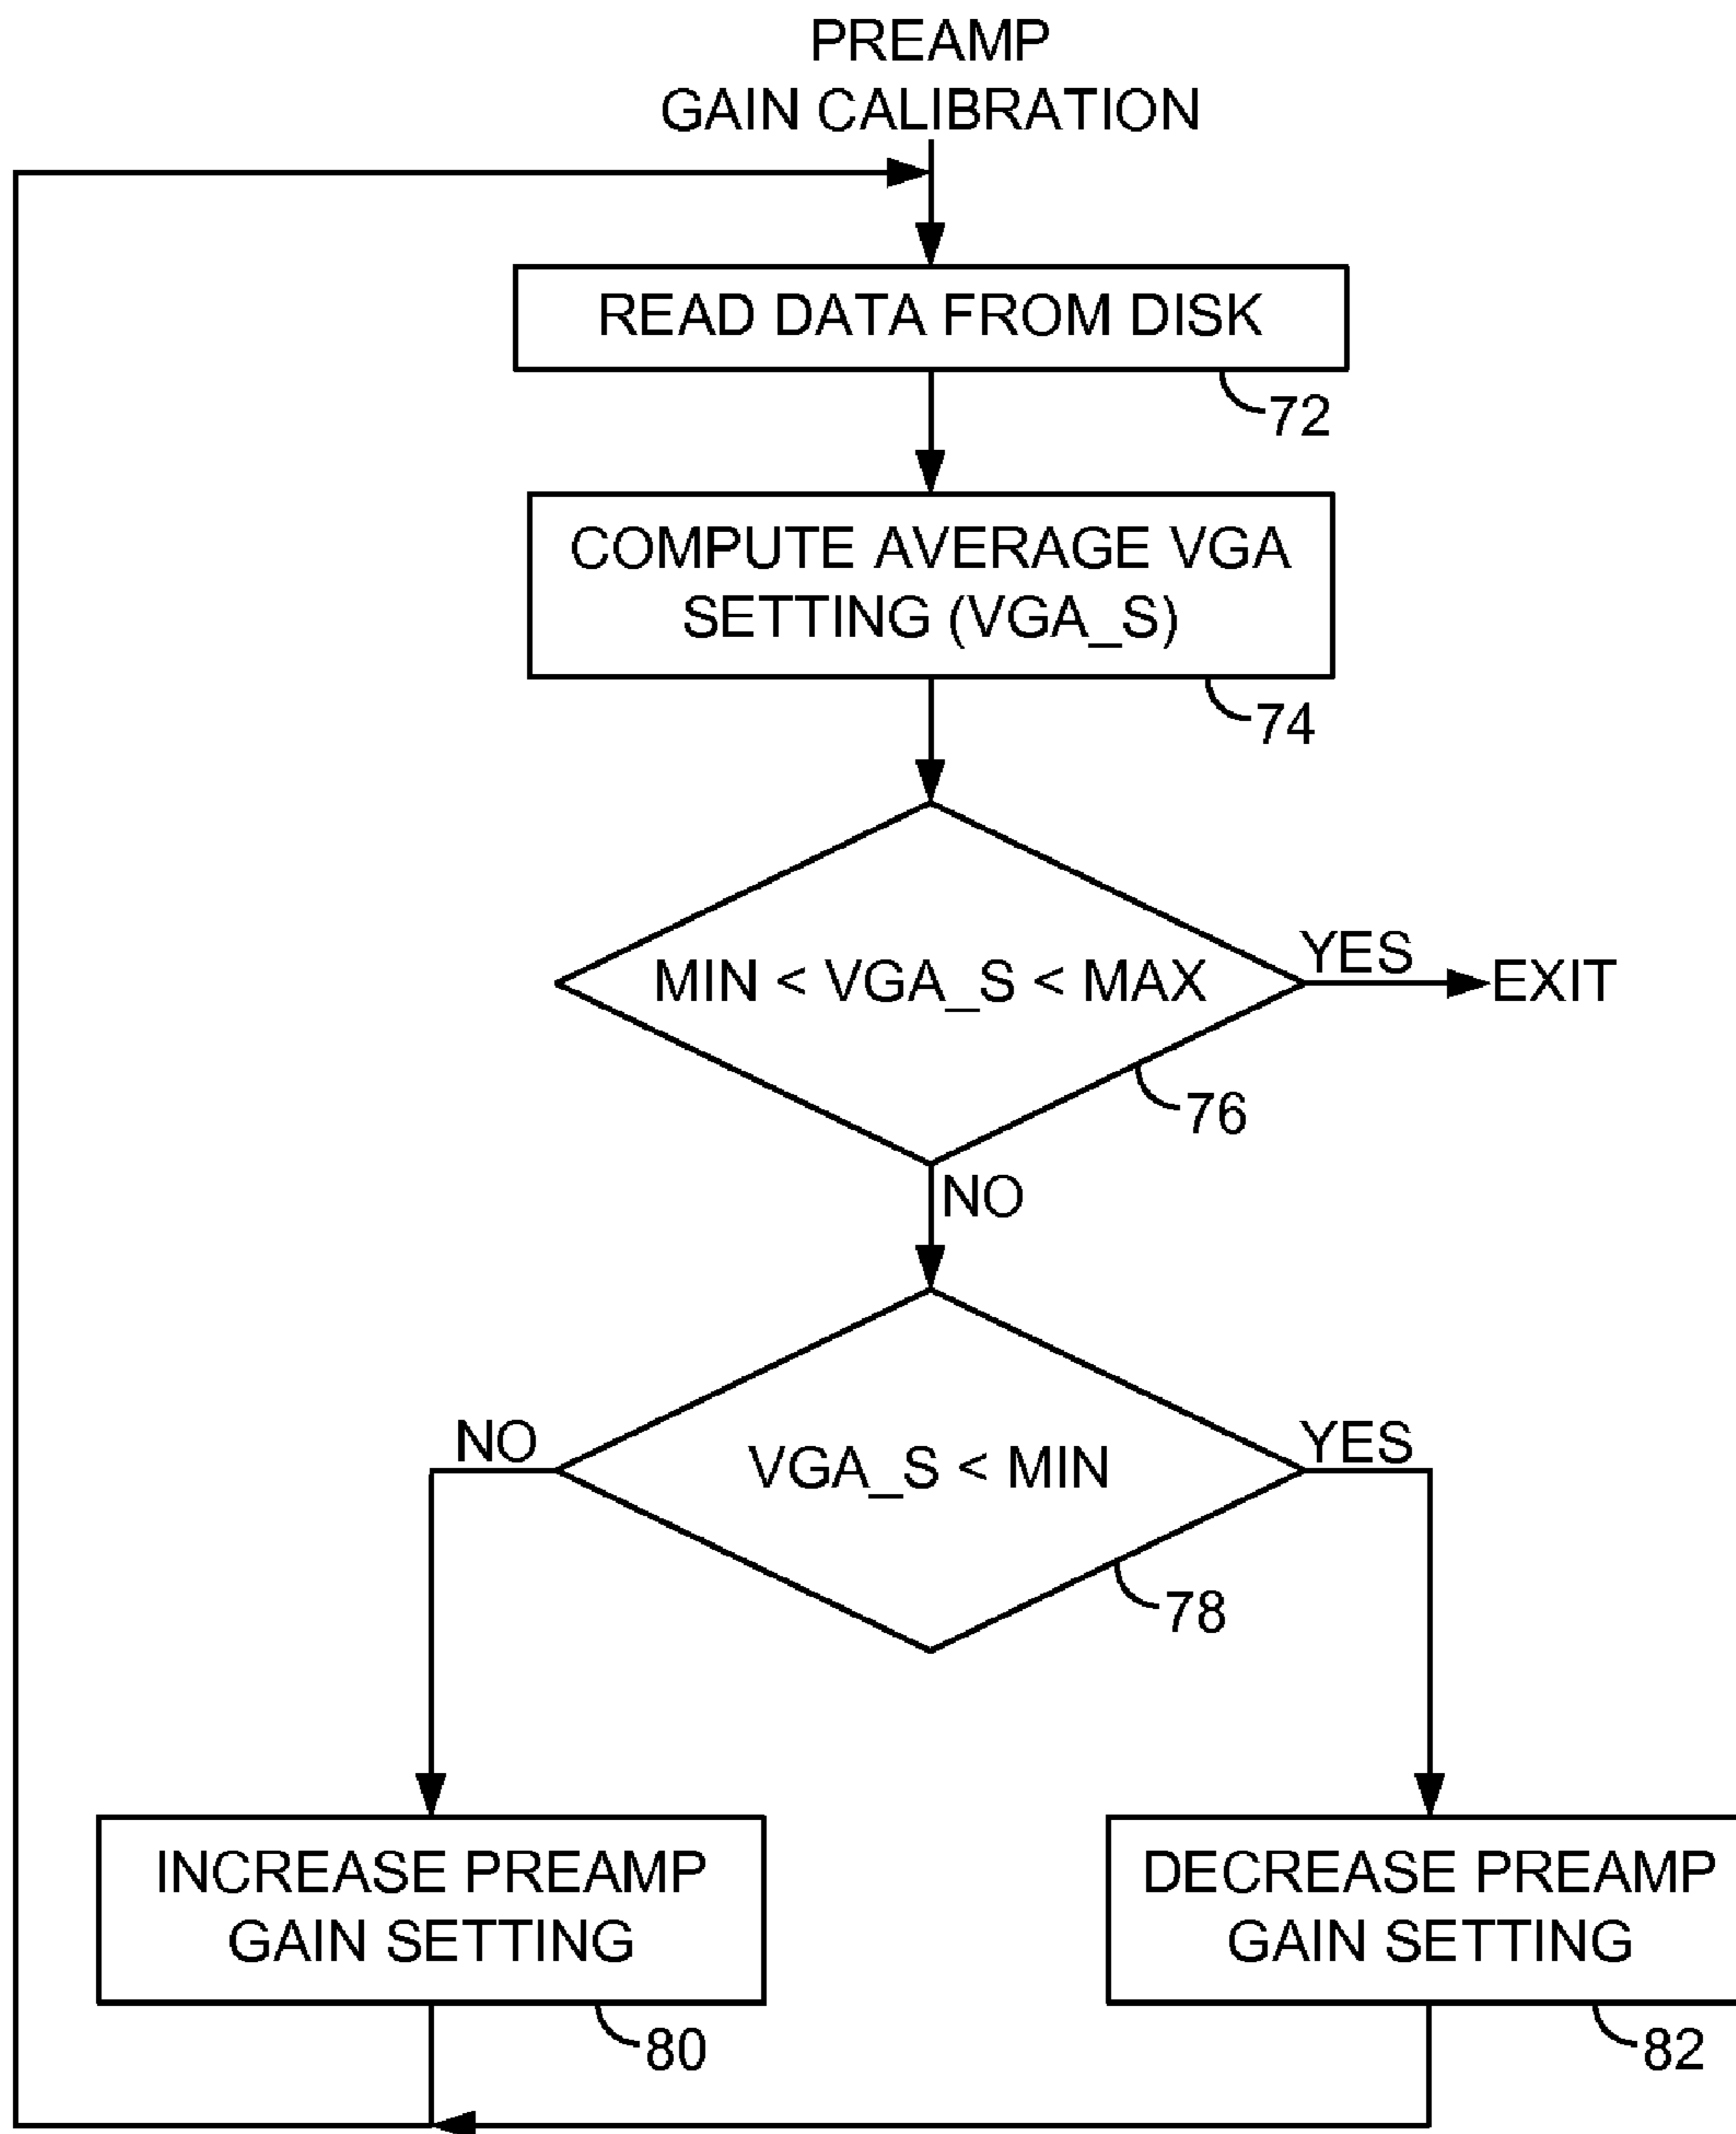 PREAMP
GAIN CALIBRATION
READ DATA FROM DISK
72
COMPUTE AVERAGE VGA
SETTING (VGA_S)
74
MIN < VGA_S < MAX
YES
EXIT
76
NO
VGA_S < MIN
NO
YES
78
INCREASE PREAMP
GAIN SETTING
80
DECREASE PREAMP
GAIN SETTING
82